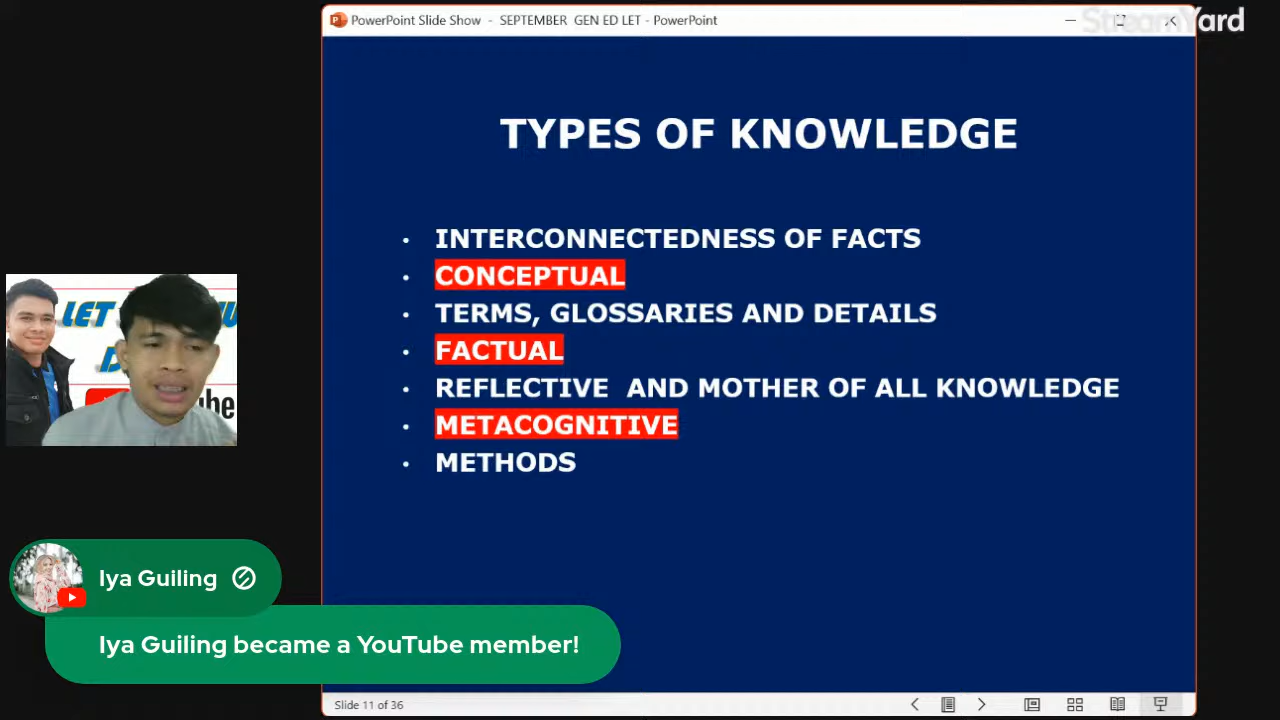 PowerPoint Slide Show - SEPTEMBER GEN ED LET - PowerPoint
StreamYard
TYPES OF KNOWLEDGE
• INTERCONNECTEDNESS OF FACTS
• CONCEPTUAL
• TERMS, GLOSSARIES AND DETAILS
• FACTUAL
• REFLECTIVE AND MOTHER OF ALL KNOWLEDGE
• METACOGNITIVE
• METHODS
LET
Iya Guiling
Iya Guiling became a YouTube member!
Slide 11 of 36